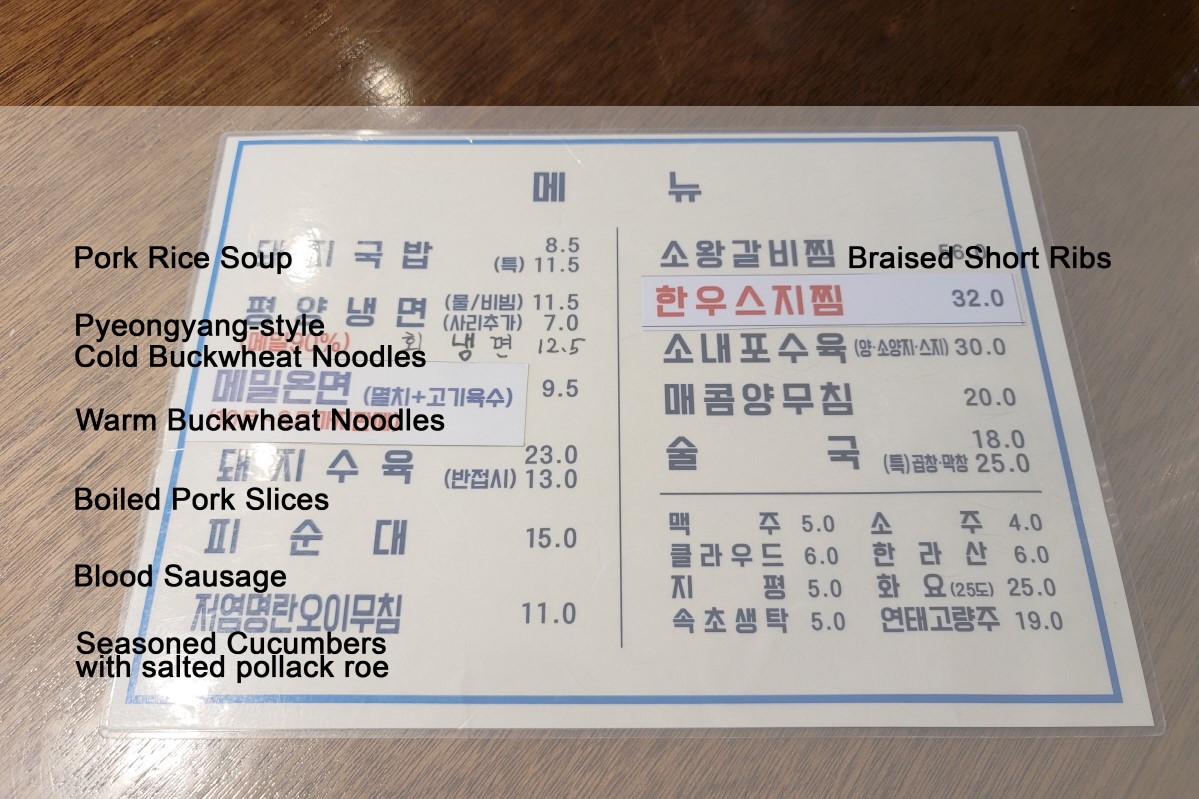 메 뉴
Pork Rice Soup
국 밥 8.5
(특) 11.5
평 양 냉 면 (물/비빔) 11.5
(사리추가) 7.0
Pyeongyang-style
회 냉 면 12.5
Cold Buckwheat Noodles
메밀온면 (멸치+고기육수) 9.5
Warm Buckwheat Noodles
돼 지 수 육 23.0
(반접시) 13.0
Boiled Pork Slices
피 순 대 15.0
Blood Sausage
저염명란오이무침 11.0
Seasoned Cucumbers
with salted pollack roe
소왕갈비찜 56.0
Braised Short Ribs
한우스지찜 32.0
소내포수육 (양·소양지·스지) 30.0
매콤양무침 20.0
술 국 18.0
(특)곱창·막창 25.0
맥 주 5.0 소 주 4.0
클라우드 6.0 한 라 산 6.0
지 평 5.0 화 요 (25도) 25.0
속초생탁 5.0 연태고량주 19.0